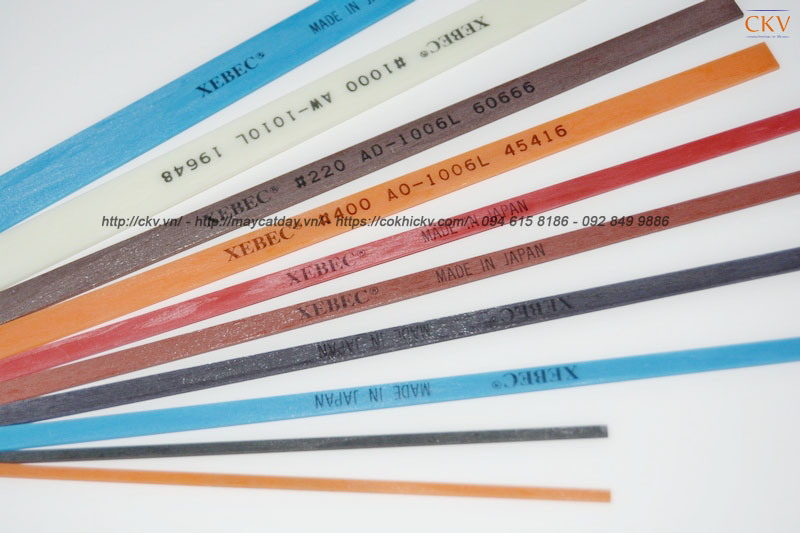 CKV
MADE IN J
XEBEC®
XEBEC® #1000 AW-1010L 19648
XEBEC® #220 AD-1006L 60666
XEBEC® #400 AO-1006L 45416
http://ckv.vn/ - http://maycatday.vn/ - https://cokhickv.com/ - 094 615 8186 - 092 849 9886
XEBEC® MADE IN JAPAN
XEBEC® MADE IN JAPAN
XEBEC® MADE IN JAPAN
XEBEC® MADE IN JAPAN